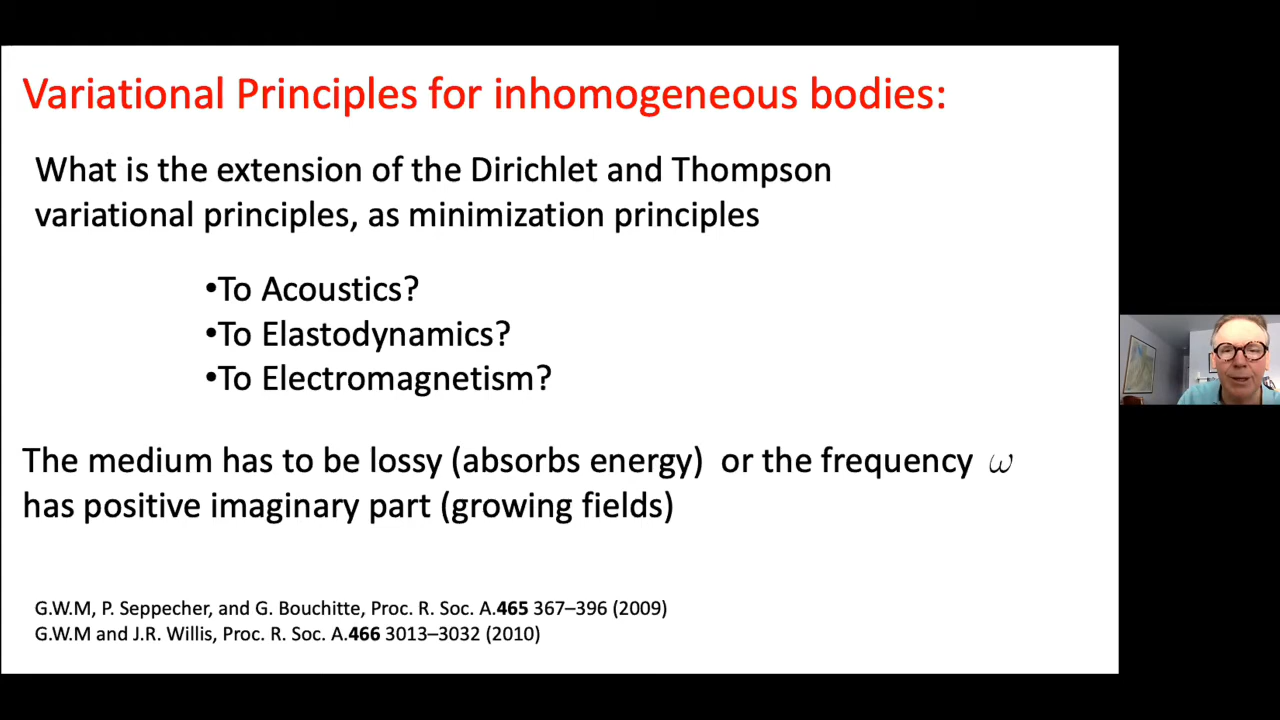 Variational Principles for inhomogeneous bodies:
What is the extension of the Dirichlet and Thompson
variational principles, as minimization principles
•To Acoustics?
•To Elastodynamics?
•To Electromagnetism?
The medium has to be lossy (absorbs energy) or the frequency ω
has positive imaginary part (growing fields)
G.W.M, P. Seppecher, and G. Bouchitte, Proc. R. Soc. A.465 367–396 (2009)
G.W.M and J.R. Willis, Proc. R. Soc. A.466 3013–3032 (2010)